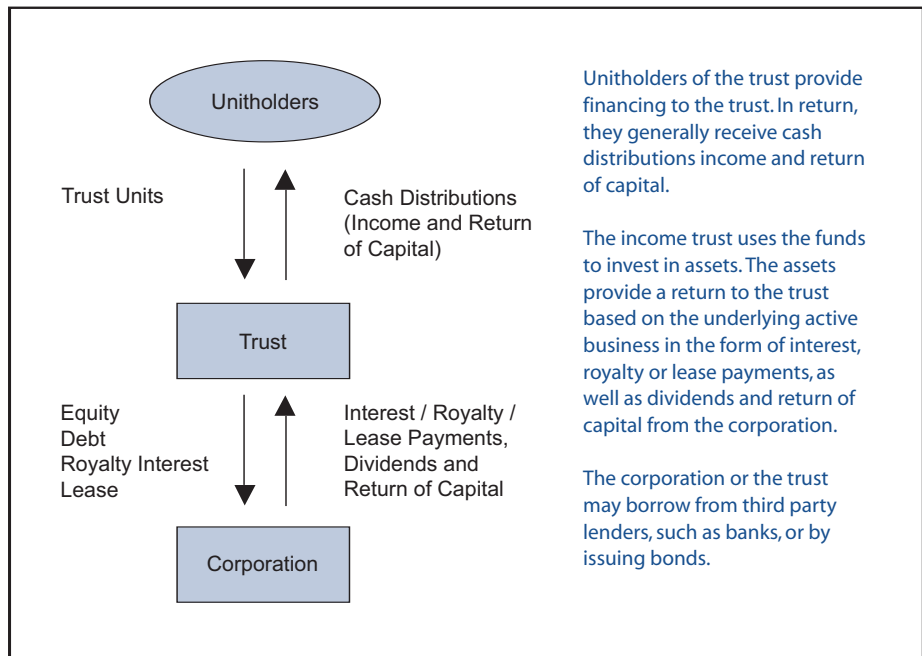 Unitholders
Trust Units
Cash Distributions
(Income and Return
of Capital)
Trust
Equity
Debt
Royalty Interest
Lease
Interest / Royalty /
Lease Payments,
Dividends and
Return of Capital
Corporation
Unitholders of the trust provide
financing to the trust. In return,
they generally receive cash
distributions income and return
of capital.
The income trust uses the funds
to invest in assets. The assets
provide a return to the trust
based on the underlying active
business in the form of interest,
royalty or lease payments, as
well as dividends and return of
capital from the corporation.
The corporation or the trust
may borrow from third party
lenders, such as banks, or by
issuing bonds.